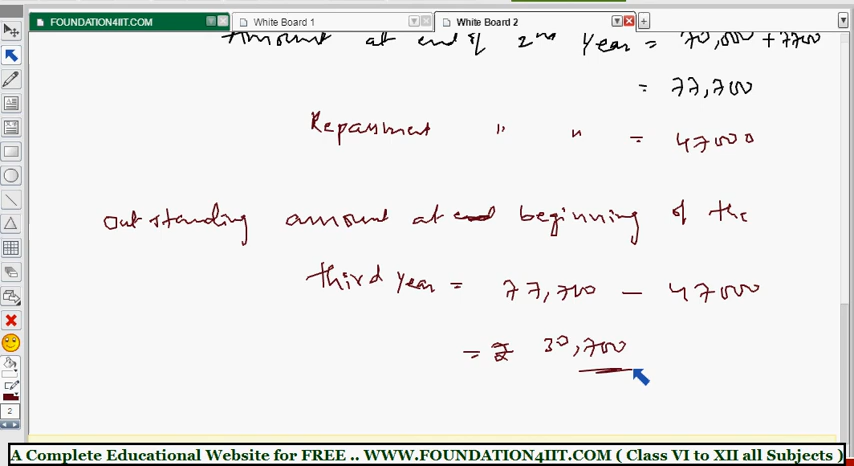 FOUNDATION4IIT.COM White Board 1 White Board 2
Amount at end of 2nd Year = 70,000 + 7700
= 77,700
Repayment " " = 47000
Outstanding amount at end beginning of the
third Year = 77,700 - 47000
= ₹ 30,700
2
A Complete Educational Website for FREE .. WWW.FOUNDATION4IIT.COM ( Class VI to XII all Subjects )